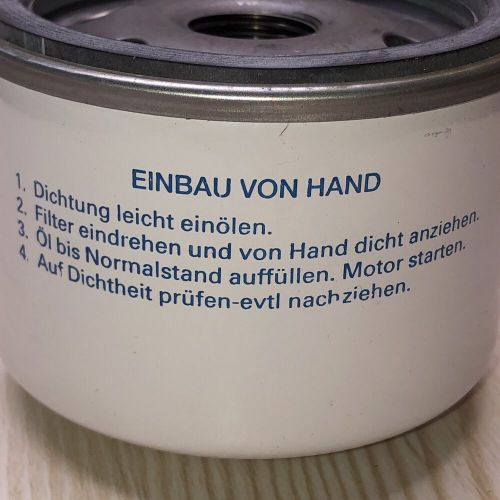 EINBAU VON HAND
1. Dichtung leicht einölen.
2. Filter eindrehen und von Hand dicht anziehen.
3. Öl bis Normalstand auffüllen. Motor starten.
4. Auf Dichtheit prüfen-evtl nachziehen.